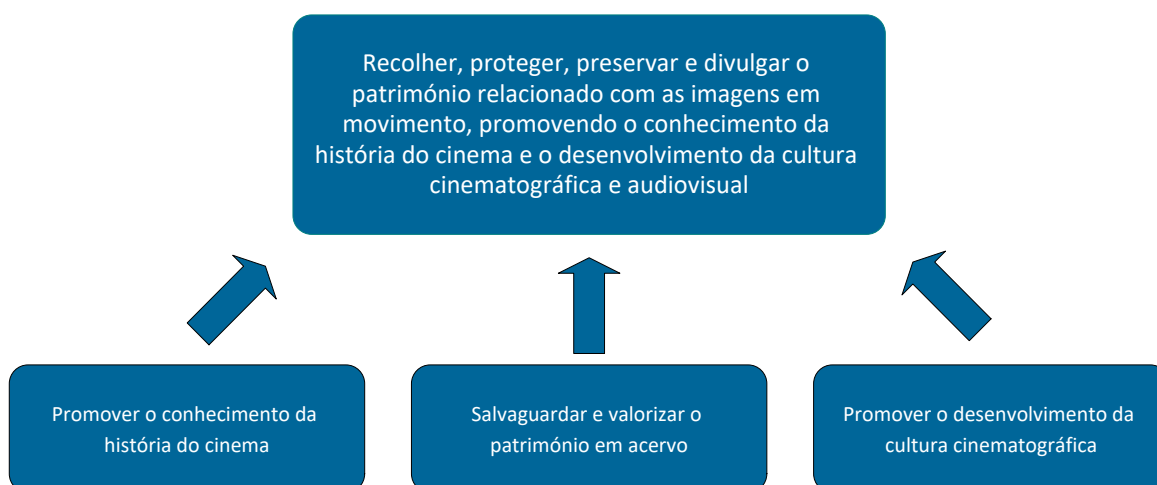 Recolher, proteger, preservar e divulgar o
património relacionado com as imagens em
movimento, promovendo o conhecimento da
história do cinema e o desenvolvimento da cultura
cinematográfica e audiovisual
Promover o conhecimento da
história do cinema
Salvaguardar e valorizar o
património em acervo
Promover o desenvolvimento da
cultura cinematográfica